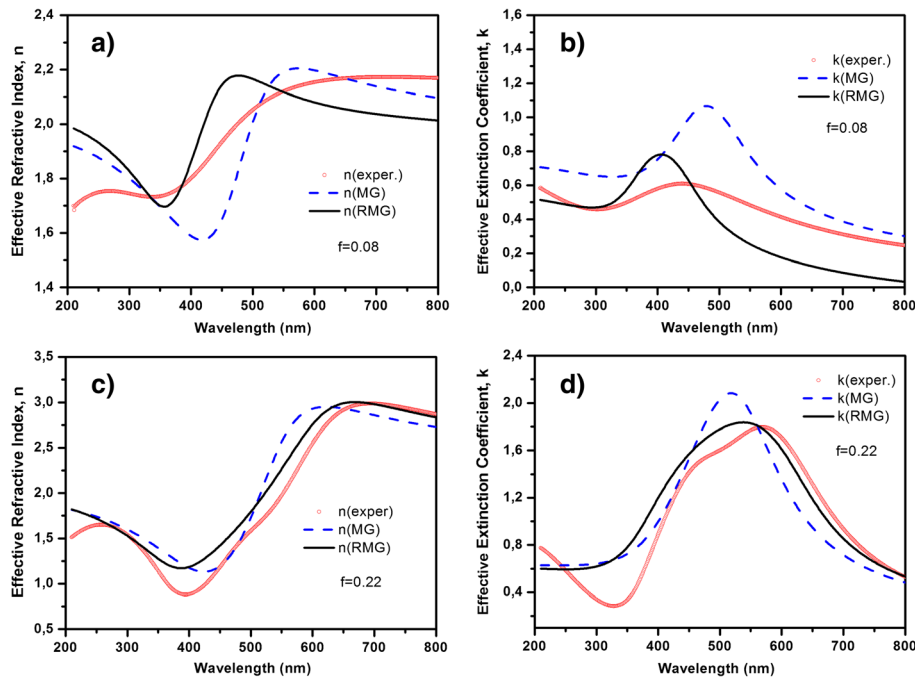 a)
Effective Refractive Index, n
2,4
2,2
2,0
1,8
1,6
1,4
n(exper.)
n(MG)
n(RMG)
f=0.08
200 300 400 500 600 700 800
Wavelength (nm)
b)
Effective Extinction Coefficient, k
1,6
1,4
1,2
1,0
0,8
0,6
0,4
0,2
0,0
k(exper.)
k(MG)
k(RMG)
f=0.08
200 300 400 500 600 700 800
Wavelength (nm)
c)
Effective Refractive Index, n
3,5
3,0
2,5
2,0
1,5
1,0
0,5
n(exper)
n(MG)
n(RMG)
f=0.22
200 300 400 500 600 700 800
Wavelength (nm)
d)
Effective Extinction Coefficient, k
2,4
2,0
1,6
1,2
0,8
0,4
k(exper.)
k(MG)
k(RMG)
f=0.22
200 300 400 500 600 700 800
Wavelength (nm)